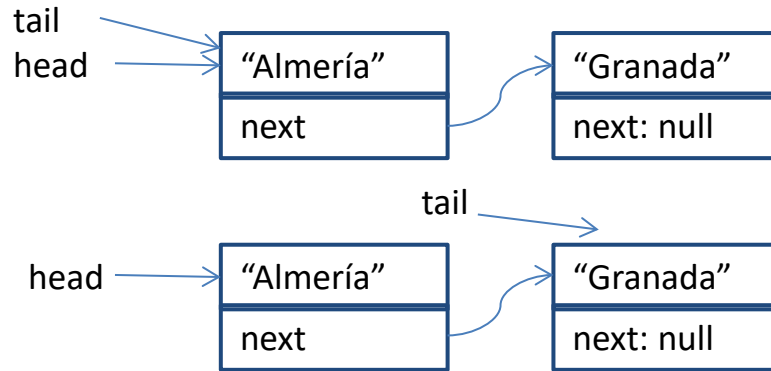 tail
head
“Almería”
“Granada”
next
next: null
tail
head
“Almería”
“Granada”
next
next: null